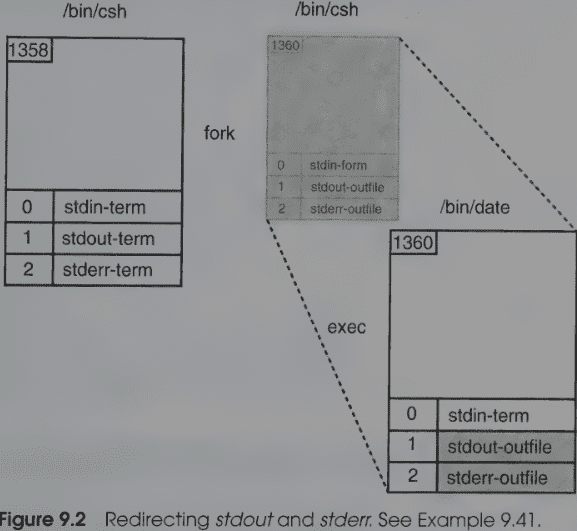 /bin/csh
1358
0 stdin-term
1 stdout-term
2 stderr-term
fork
/bin/csh
1360
0 stdin-form
1 stdout-outfile
2 stderr-outfile
exec
/bin/date
1360
0 stdin-term
1 stdout-outfile
2 stderr-outfile
Figure 9.2 Redirecting stdout and stderr. See Example 9.41.